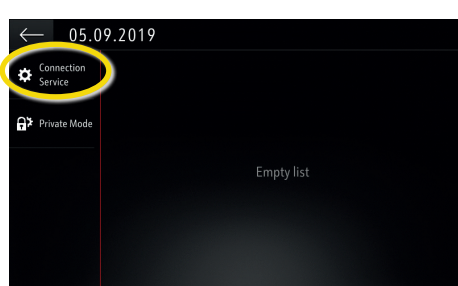 05.09.2019
Connection
Service
Private Mode
Empty list